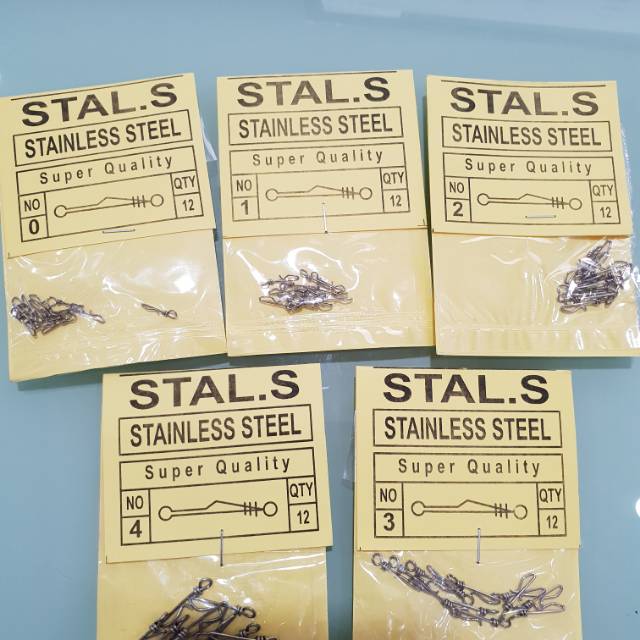 STAL.S
STAINLESS STEEL
Super Quality
NO
0
QTY
12
STAL.S
STAINLESS STEEL
Super Quality
NO
1
QTY
12
STAL.S
STAINLESS STEEL
Super Quality
NO
2
QTY
12
STAL.S
STAINLESS STEEL
Super Quality
NO
4
QTY
12
STAL.S
STAINLESS STEEL
Super Quality
NO
3
QTY
12